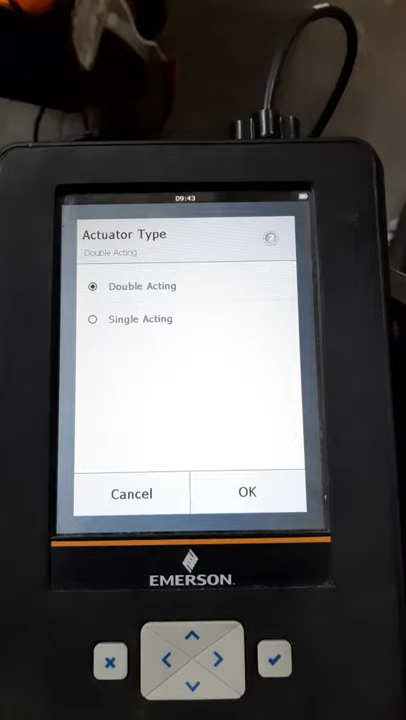 09:43
Actuator Type
Double Acting
Double Acting
Single Acting
Cancel
OK
EMERSON